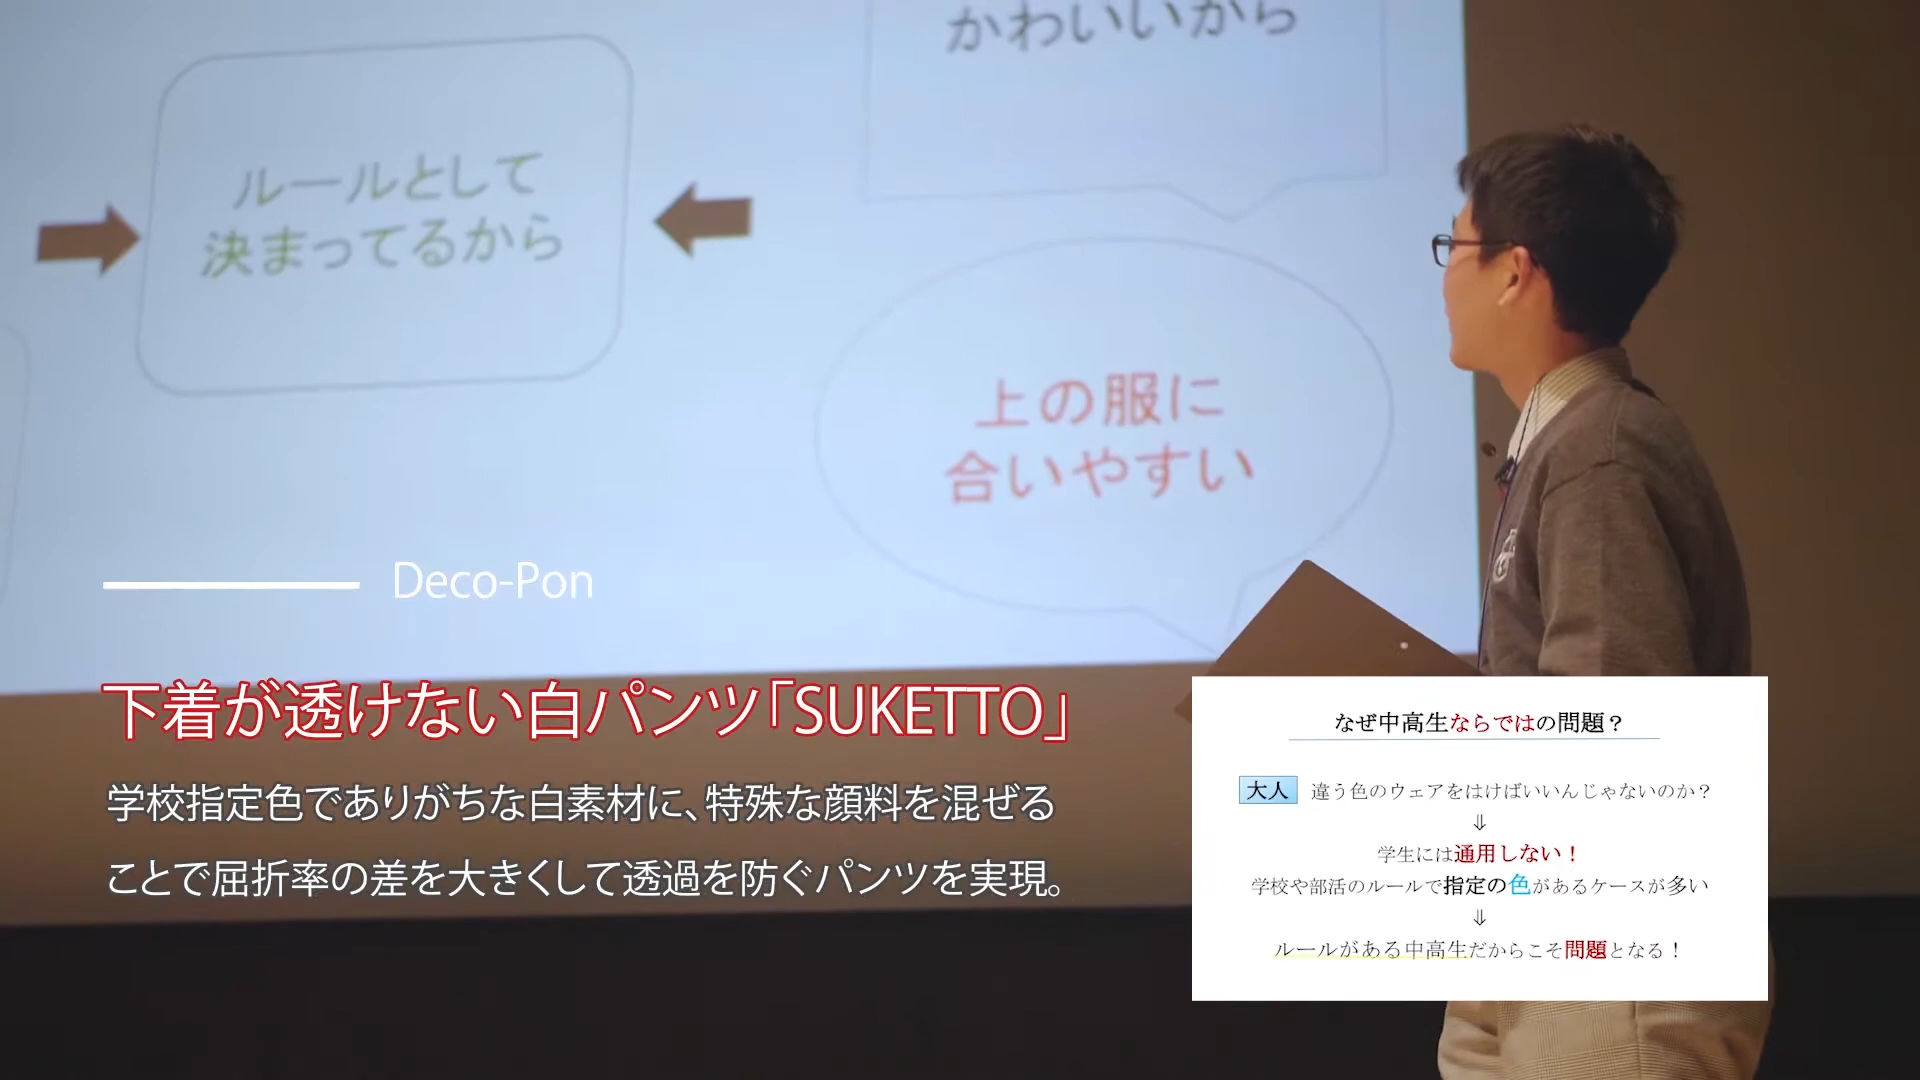 かわいいから
ルールとして
決まってるから
上の服に
合いやすい
Deco-Pon
下着が透けない白パンツ「SUKETTO」
学校指定色でありがちな白素材に、特殊な顔料を混ぜる
ことで屈折率の差を大きくして透過を防ぐパンツを実現。
なぜ中高生ならではの問題？
大人 違う色のウェアをはけばいいんじゃないのか？
⇓
学生には通用しない！
学校や部活のルールで指定の色があるケースが多い
⇓
ルールがある中高生だからこそ問題となる！